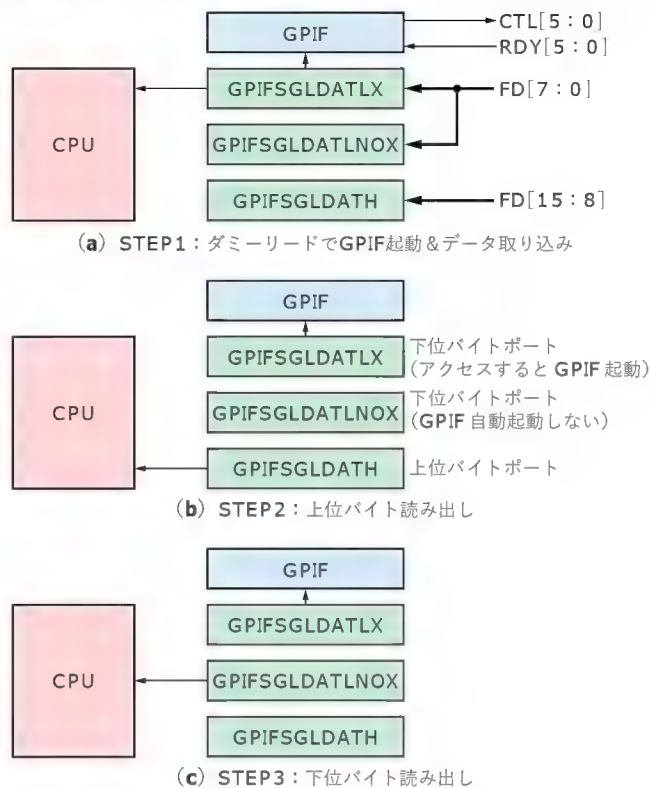 GPIF
CTL[5:0]
RDY[5:0]
CPU
GPIFSGLDATLX
FD[7:0]
GPIFSGLDATLNOX
GPIFSGLDATH
FD[15:8]
(a) STEP1:ダミーリードでGPIF起動&データ取り込み
GPIF
CPU
GPIFSGLDATLX
下位バイトポート
(アクセスするとGPIF起動)
GPIFSGLDATLNOX
下位バイトポート
(GPIF自動起動しない)
GPIFSGLDATH
上位バイトポート
(b) STEP2:上位バイト読み出し
GPIF
CPU
GPIFSGLDATLX
GPIFSGLDATLNOX
GPIFSGLDATH
(c) STEP3:下位バイト読み出し